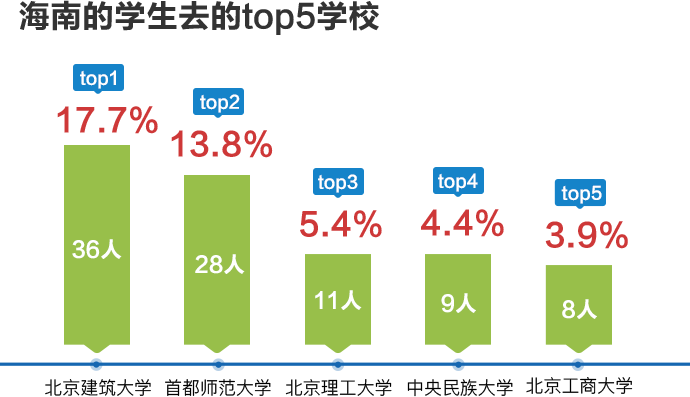 海南的学生去的top5学校
top1
17.7%
36人
北京建筑大学
top2
13.8%
28人
首都师范大学
top3
5.4%
11人
北京理工大学
top4
4.4%
9人
中央民族大学
top5
3.9%
8人
北京工商大学